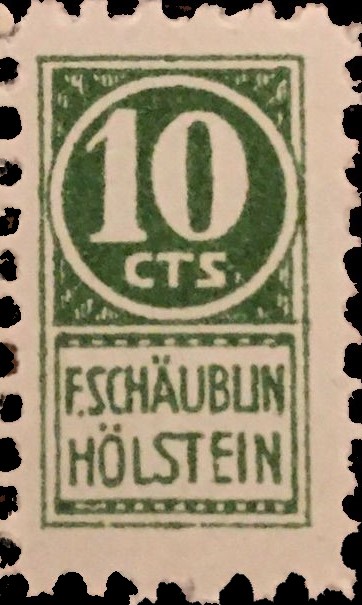 10
CTS.
F. SCHÄUBLIN
HÖLSTEIN